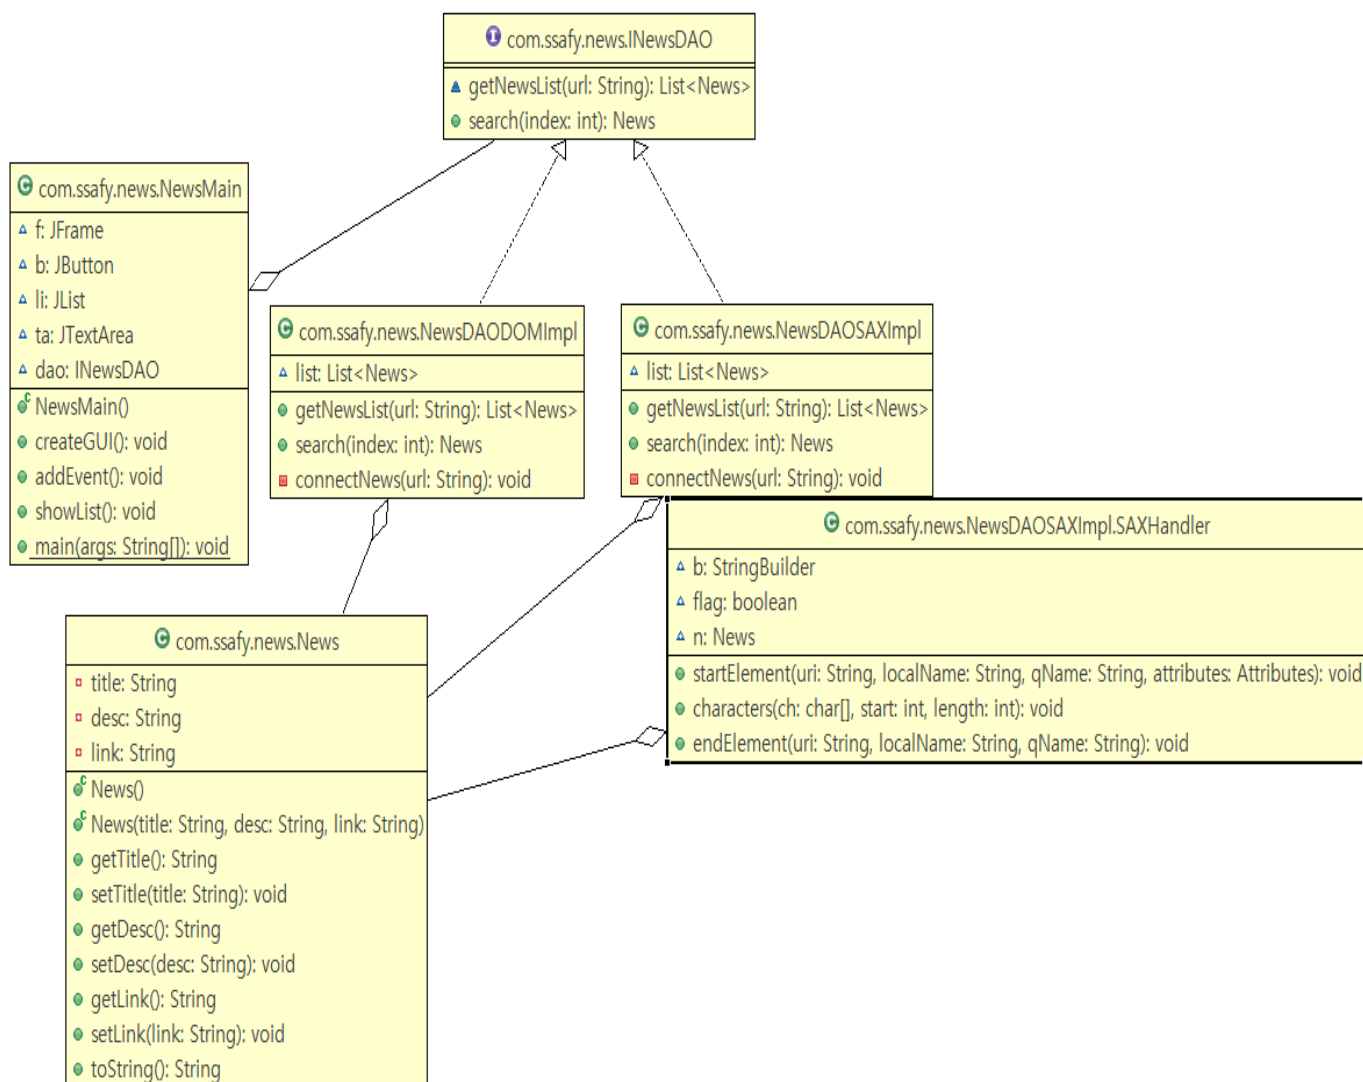 com.ssafy.news.INewsDAO
getNewsList(url: String): List<News>
search(index: int): News
com.ssafy.news.NewsMain
f: JFrame
b: JButton
li: JList
ta: JTextArea
dao: INewsDAO
NewsMain()
createGUI(): void
addEvent(): void
showList(): void
main(args: String[]): void
com.ssafy.news.NewsDAODOMImpl
list: List<News>
getNewsList(url: String): List<News>
search(index: int): News
connectNews(url: String): void
com.ssafy.news.NewsDAOSAXImpl
list: List<News>
getNewsList(url: String): List<News>
search(index: int): News
connectNews(url: String): void
com.ssafy.news.NewsDAOSAXImpl.SAXHandler
b: StringBuilder
flag: boolean
n: News
startElement(uri: String, localName: String, qName: String, attributes: Attributes): void
characters(ch: char[], start: int, length: int): void
endElement(uri: String, localName: String, qName: String): void
com.ssafy.news.News
title: String
desc: String
link: String
News()
News(title: String, desc: String, link: String)
getTitle(): String
setTitle(title: String): void
getDesc(): String
setDesc(desc: String): void
getLink(): String
setLink(link: String): void
toString(): String